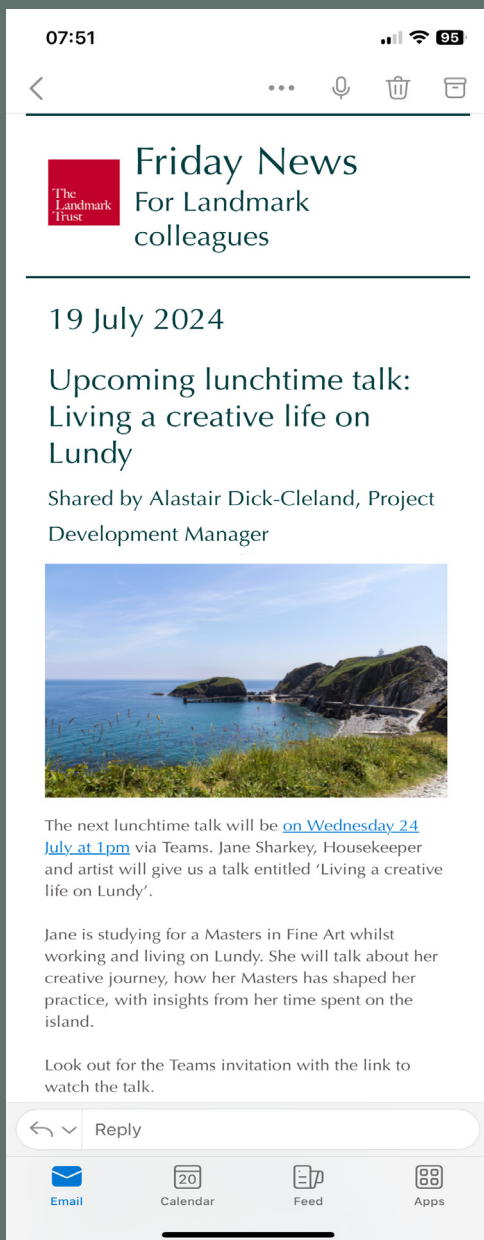 07:51
95
The
Landmark
Trust
Friday News
For Landmark
colleagues
19 July 2024
Upcoming lunchtime talk:
Living a creative life on
Lundy
Shared by Alastair Dick-Cleland, Project
Development Manager
The next lunchtime talk will be on Wednesday 24
July at 1pm via Teams. Jane Sharkey, Housekeeper
and artist will give us a talk entitled ‘Living a creative
life on Lundy’.
Jane is studying for a Masters in Fine Art whilst
working and living on Lundy. She will talk about her
creative journey, how her Masters has shaped her
practice, with insights from her time spent on the
island.
Look out for the Teams invitation with the link to
watch the talk.
Reply
20
Email
Calendar
Feed
Apps